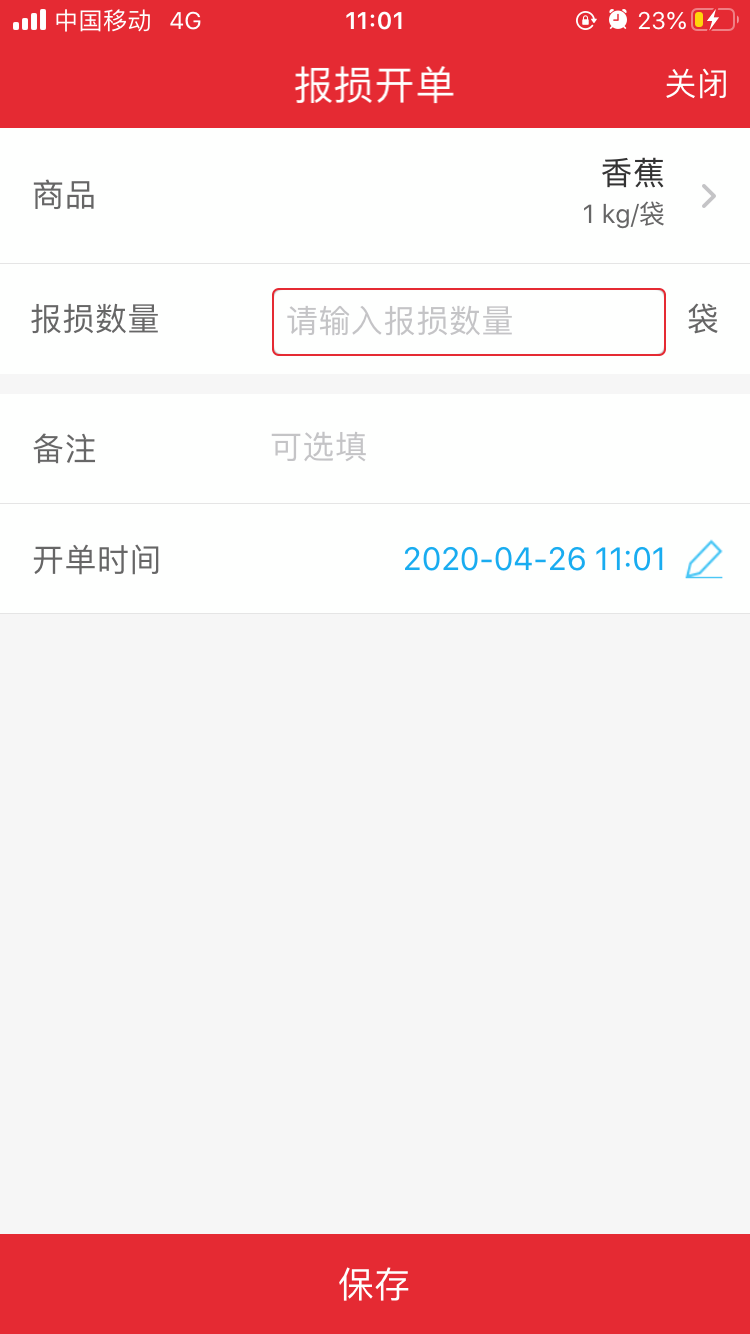 中国移动 4G 11:01 23%
报损开单 关闭
商品 香蕉
1 kg/袋
报损数量 请输入报损数量 袋
备注 可选填
开单时间 2020-04-26 11:01
保存